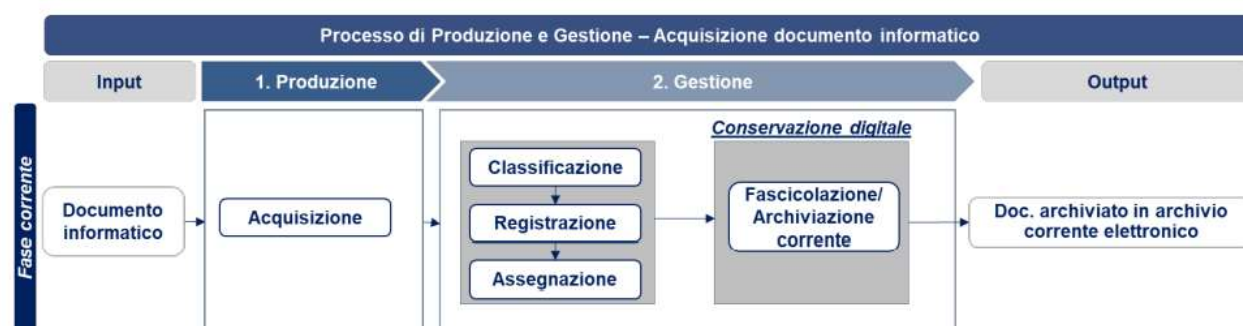 Processo di Produzione e Gestione – Acquisizione documento informatico
Input
1. Produzione
2. Gestione
Output
Fase corrente
Documento
informatico
Acquisizione
Classificazione
Registrazione
Assegnazione
Conservazione digitale
Fascicolazione/
Archiviazione
corrente
Doc. archiviato in archivio
corrente elettronico